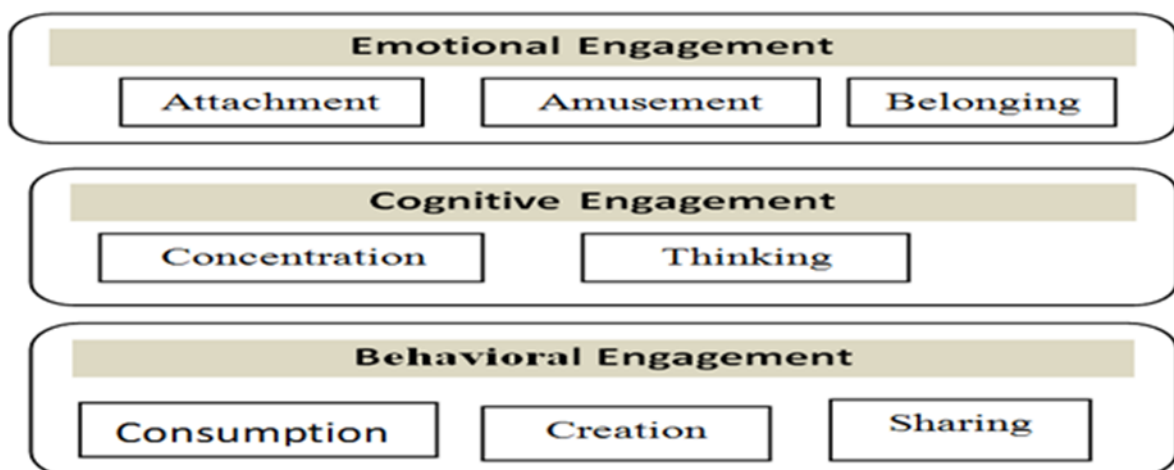 Emotional Engagement
Attachment Amusement Belonging
Cognitive Engagement
Concentration Thinking
Behavioral Engagement
Consumption Creation Sharing